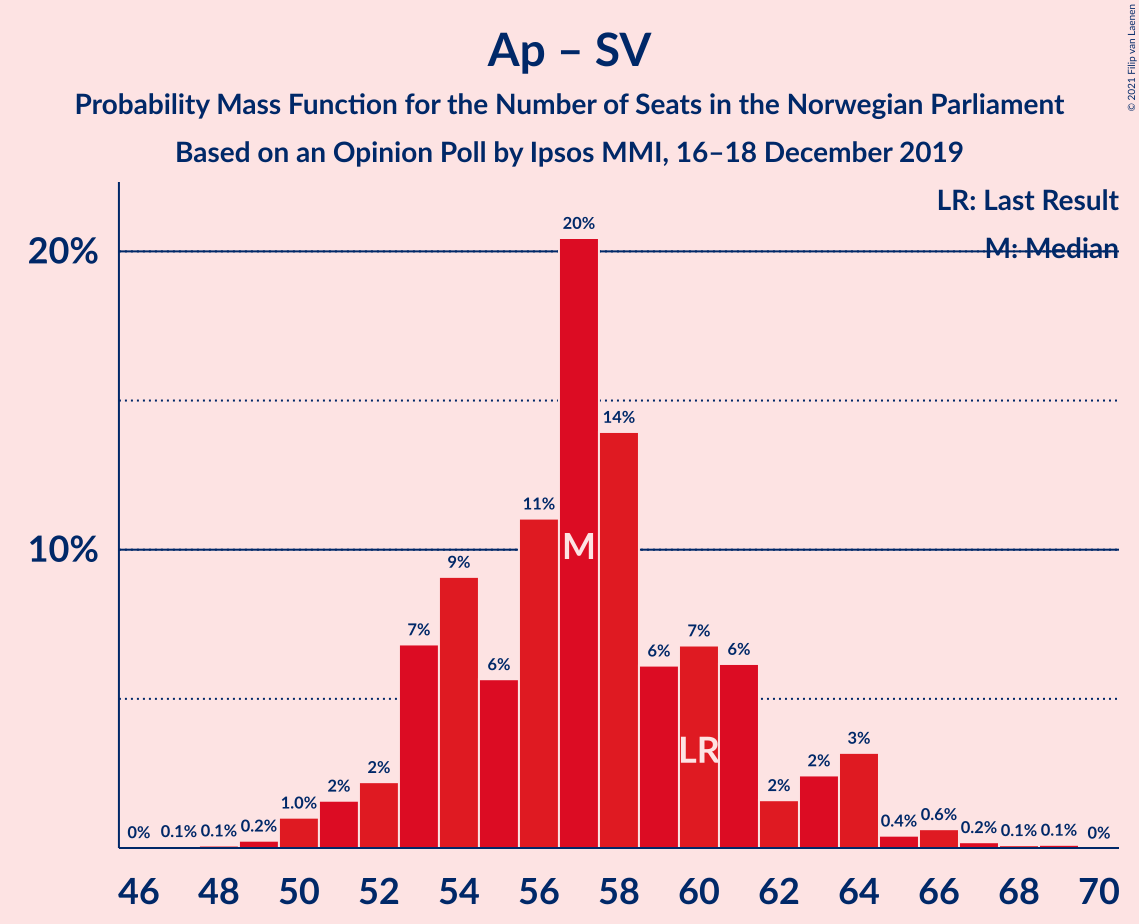 © 2021 Filip van Laenen
Ap – SV
Probability Mass Function for the Number of Seats in the Norwegian Parliament
Based on an Opinion Poll by Ipsos MMI, 16–18 December 2019
LR: Last Result
M: Median
20%
10%
0% 0.1% 0.1% 0.2% 1.0% 2% 2% 7% 9% 6% 11% 20% 14% 6% 7% 6% 2% 2% 3% 0.4% 0.6% 0.2% 0.1% 0.1% 0%
M
LR
46 48 50 52 54 56 58 60 62 64 66 68 70